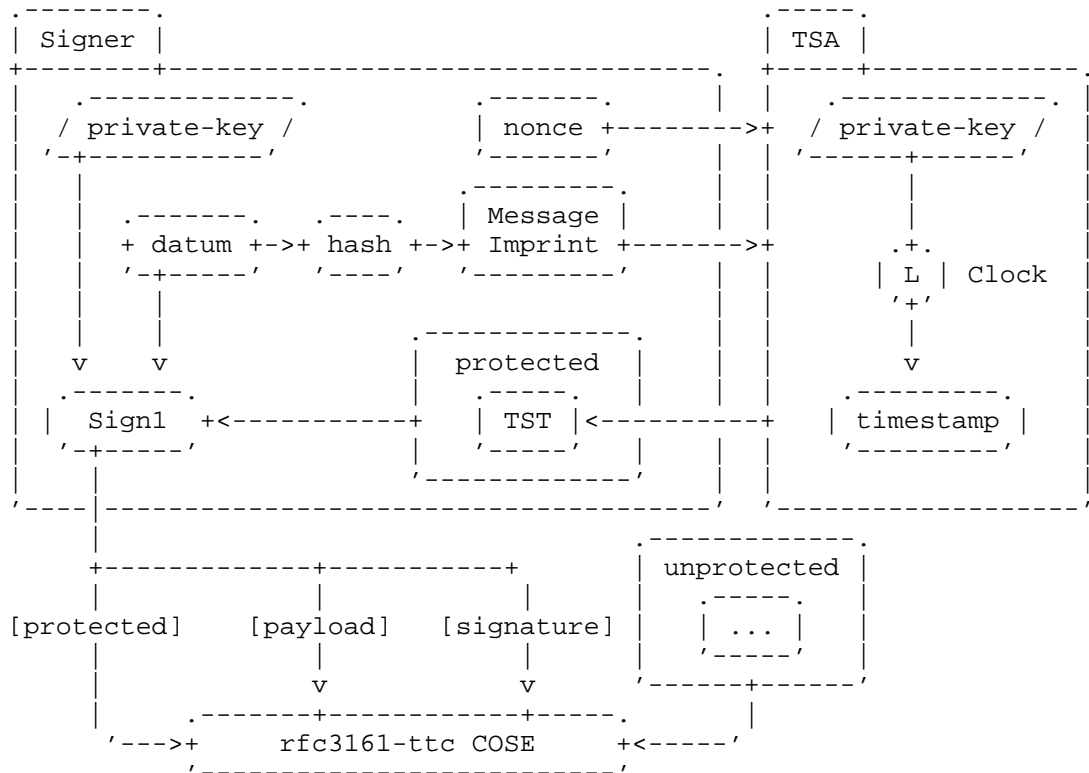 Signer TSA
private-key nonce private-key
Message
datum hash Imprint
L Clock
protected
Sign1 TST timestamp
unprotected
[protected] [payload] [signature] ...
rfc3161-ttc COSE